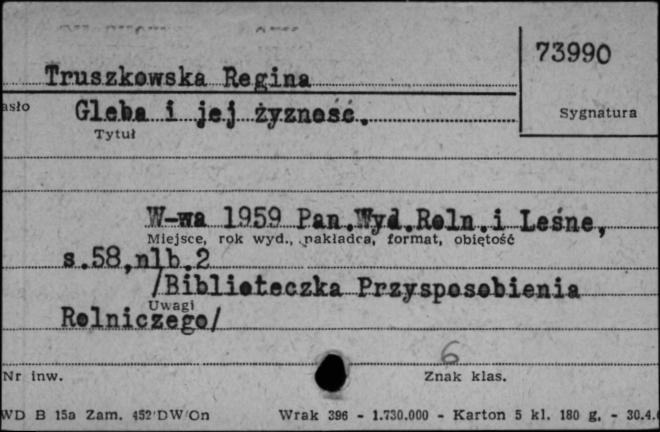 73990
Truszkowska Regina
asło
Gleba i jej żyzność.
Sygnatura
Tytuł
W-wa 1959 Pan.Wyd.Roln.i Leśne,
Miejsce, rok wyd., nakładca, format, objętość
s.58,nlb.2
/Biblioteczka Przysposobienia
Uwagi
Rolniczego/
6
Nr inw.
Znak klas.
WD B 15a Zam. 452 DW/On Wrak 396 - 1.730.000 - Karton 5 kl. 180 g. - 30.4.